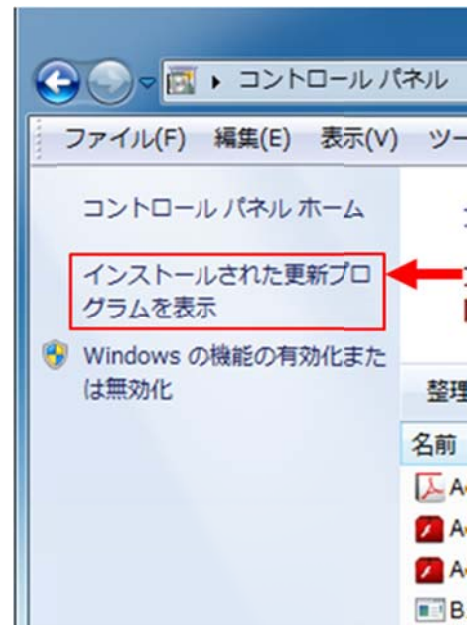 コントロール パネル
ファイル(F) 編集(E) 表示(V) ツー
コントロール パネル ホーム
インストールされた更新プロ
グラムを表示
Windows の機能の有効化また
は無効化
整理
名前
A
A
A
B